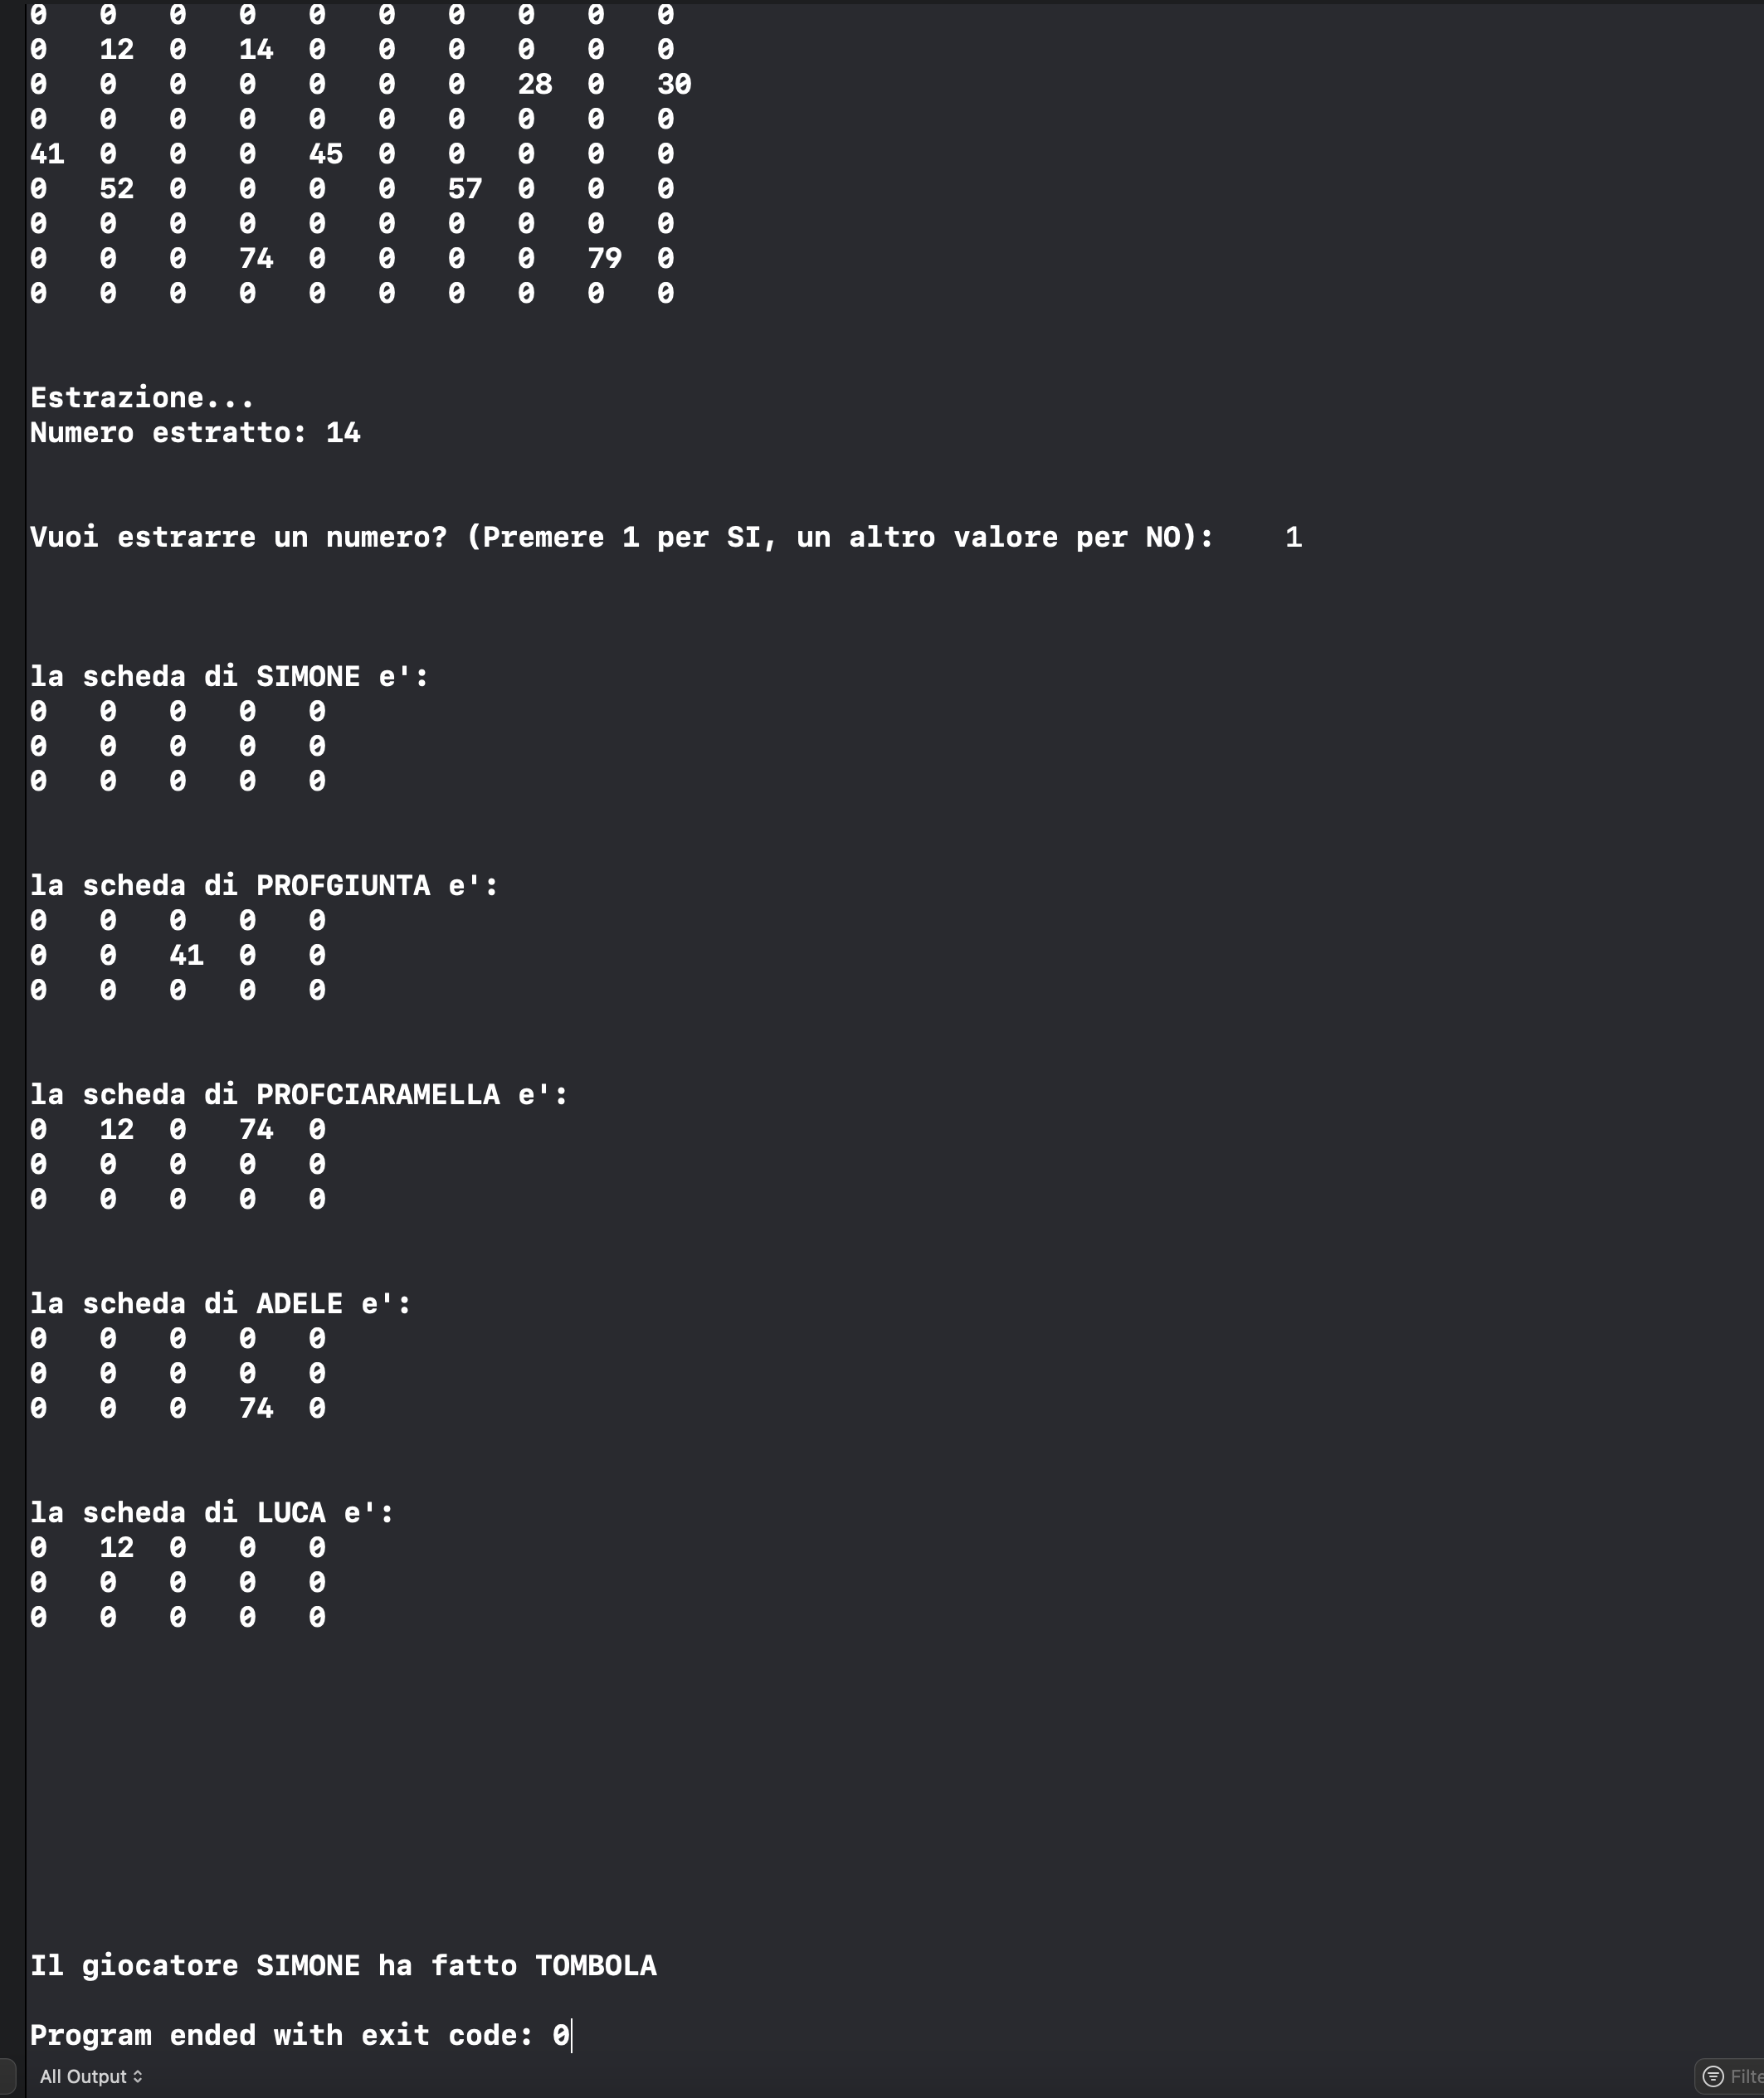 0 0 0 0 0 0 0 0 0 0
0 12 0 14 0 0 0 0 0 0
0 0 0 0 0 0 0 28 0 30
0 0 0 0 0 0 0 0 0 0
41 0 0 0 45 0 0 0 0 0
0 52 0 0 0 0 57 0 0 0
0 0 0 0 0 0 0 0 0 0
0 0 0 74 0 0 0 0 79 0
0 0 0 0 0 0 0 0 0 0
Estrazione...
Numero estratto: 14
Vuoi estrarre un numero? (Premere 1 per SI, un altro valore per NO): 1
la scheda di SIMONE e':
0 0 0 0 0
0 0 0 0 0
0 0 0 0 0
la scheda di PROFGIUNTA e':
0 0 0 0 0
0 0 41 0 0
0 0 0 0 0
la scheda di PROFCIARAMELLA e':
0 12 0 74 0
0 0 0 0 0
0 0 0 0 0
la scheda di ADELE e':
0 0 0 0 0
0 0 0 0 0
0 0 0 74 0
la scheda di LUCA e':
0 12 0 0 0
0 0 0 0 0
0 0 0 0 0
Il giocatore SIMONE ha fatto TOMBOLA
Program ended with exit code: 0
All Output